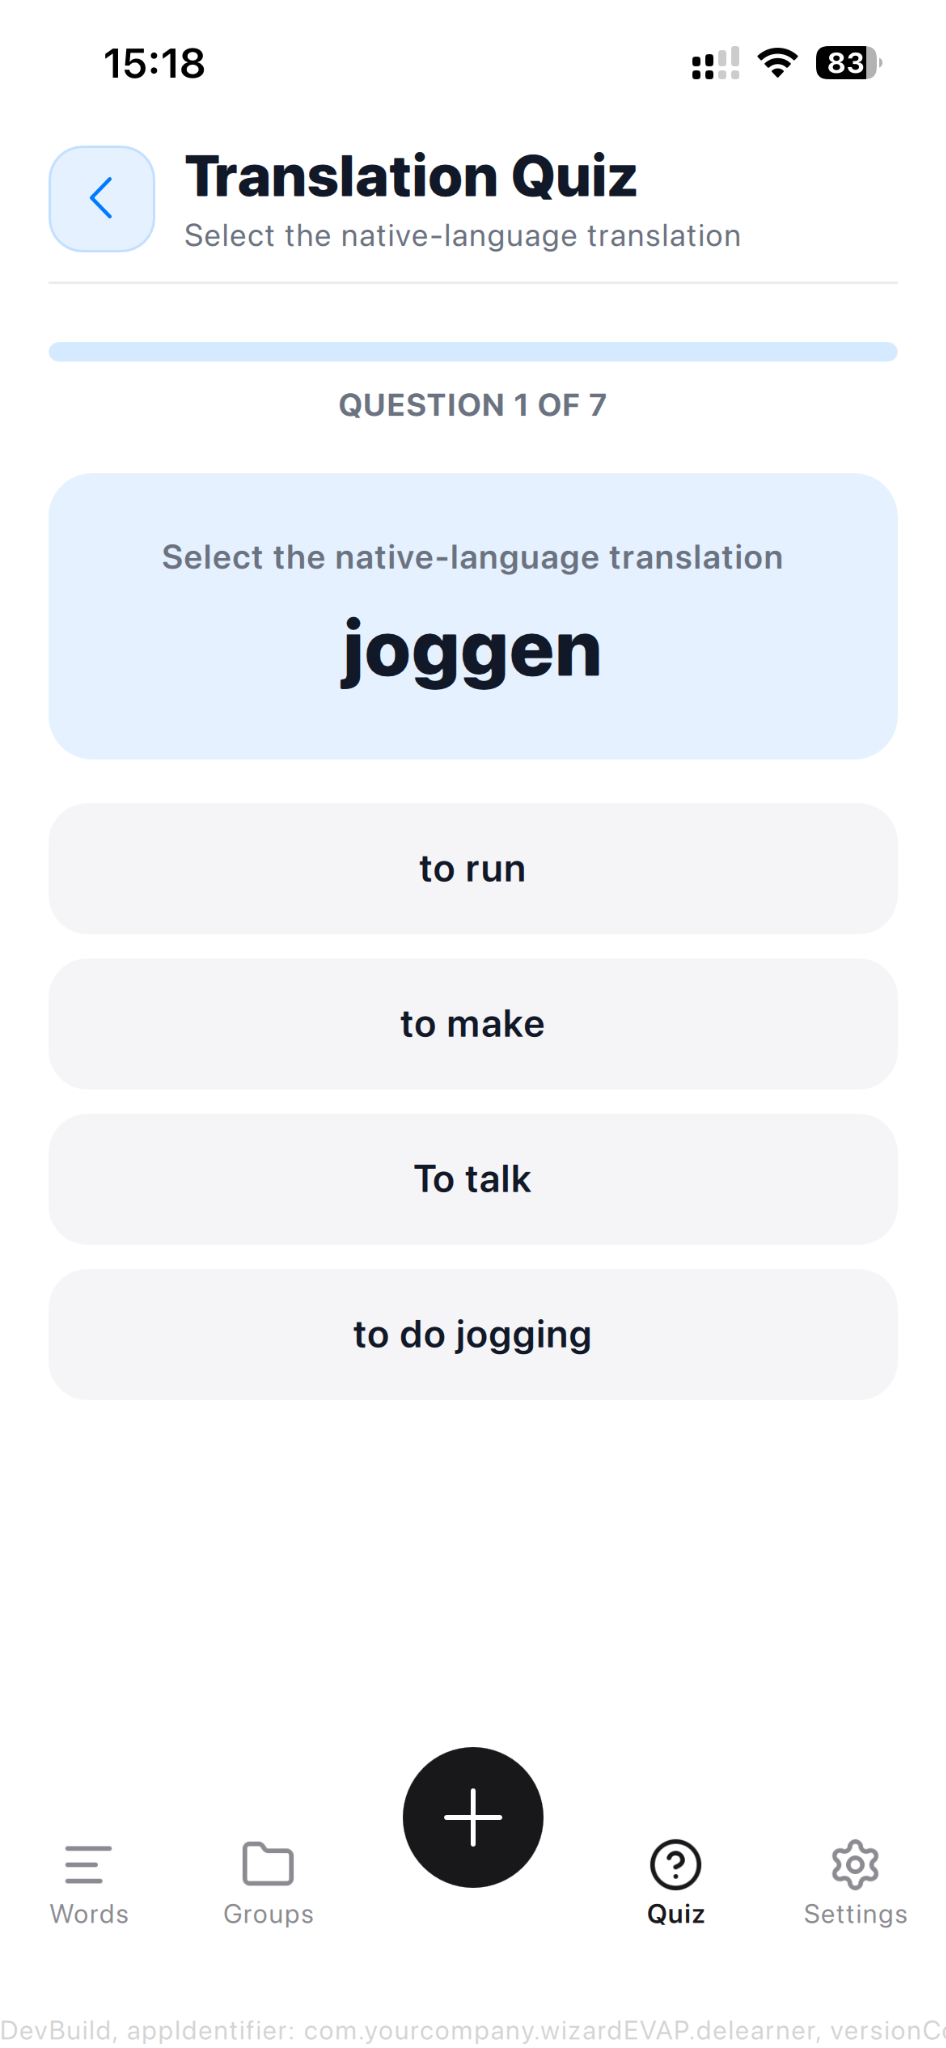 15:18
83
Translation Quiz
Select the native-language translation
QUESTION 1 OF 7
Select the native-language translation
joggen
to run
to make
To talk
to do jogging
Words
Groups
Quiz
Settings
DevBuild, appIdentifier: com.yourcompany.wizardEVAP.delearner, versionCo